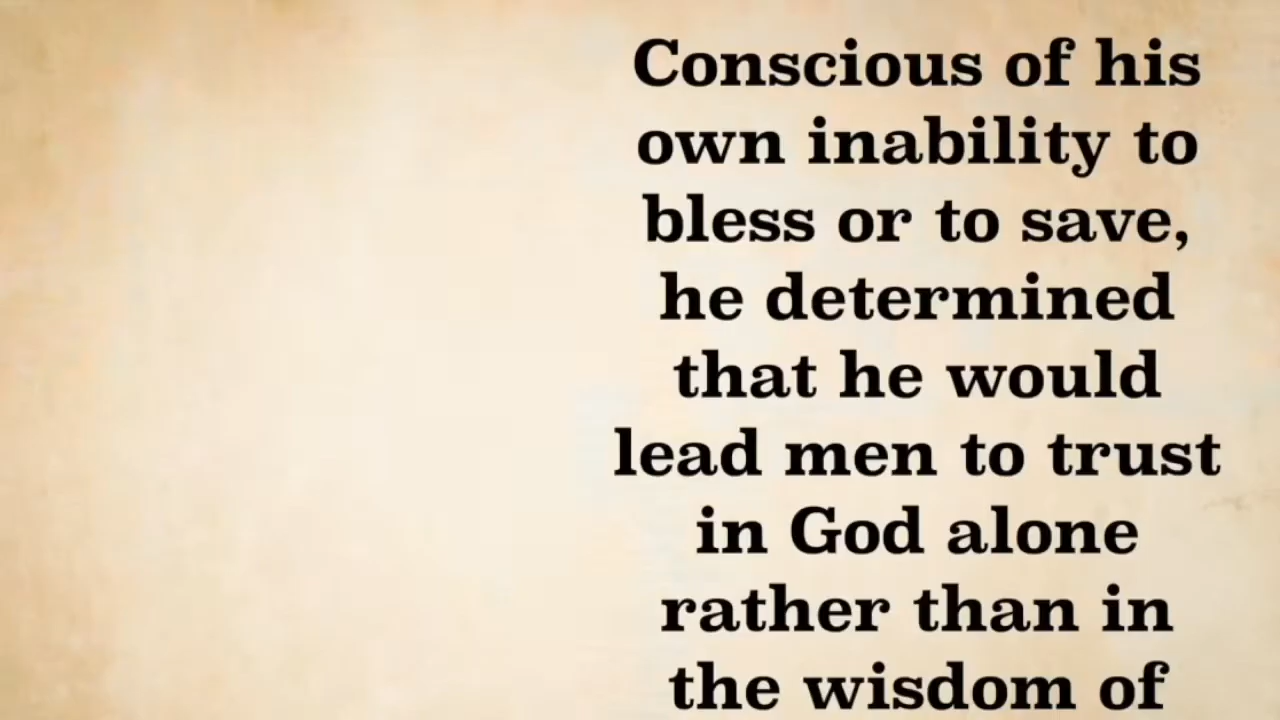 Conscious of his
own inability to
bless or to save,
he determined
that he would
lead men to trust
in God alone
rather than in
the wisdom of